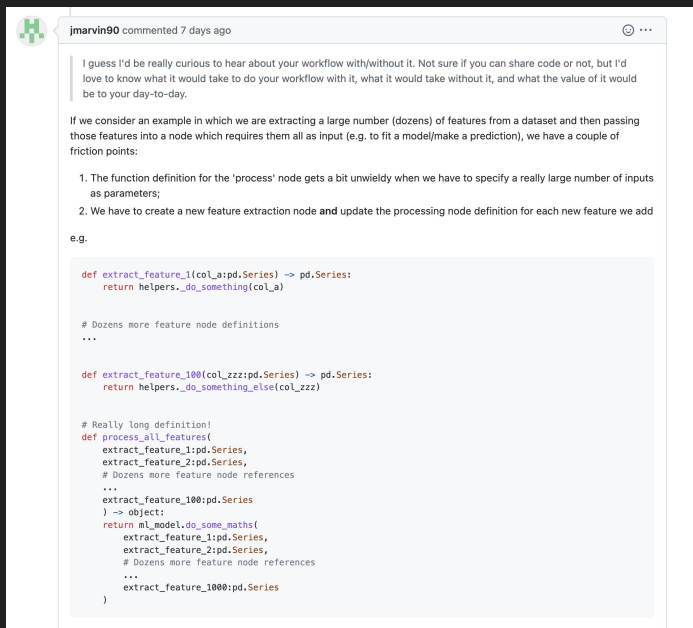 jmarvin90 commented 7 days ago
I guess I'd be really curious to hear about your workflow with/without it. Not sure if you can share code or not, but I'd
love to know what it would take to do your workflow with it, what it would take without it, and what the value of it would
be to your day-to-day.
If we consider an example in which we are extracting a large number (dozens) of features from a dataset and then passing
those features into a node which requires them all as input (e.g. to fit a model/make a prediction), we have a couple of
friction points:
1. The function definition for the 'process' node gets a bit unwieldy when we have to specify a really large number of inputs
as parameters;
2. We have to create a new feature extraction node and update the processing node definition for each new feature we add
e.g.
def extract_feature_1(col_a:pd.Series) -> pd.Series:
    return helpers._do_something(col_a)
# Dozens more feature node definitions
...
def extract_feature_100(col_zzz:pd.Series) -> pd.Series:
    return helpers._do_something_else(col_zzz)
# Really long definition!
def process_all_features(
    extract_feature_1:pd.Series,
    extract_feature_2:pd.Series,
    # Dozens more feature node references
    ...
    extract_feature_100:pd.Series
    ) -> object:
    return ml_model.do_some_maths(
        extract_feature_1:pd.Series,
        extract_feature_2:pd.Series,
        # Dozens more feature node references
        ...
        extract_feature_1000:pd.Series
    )